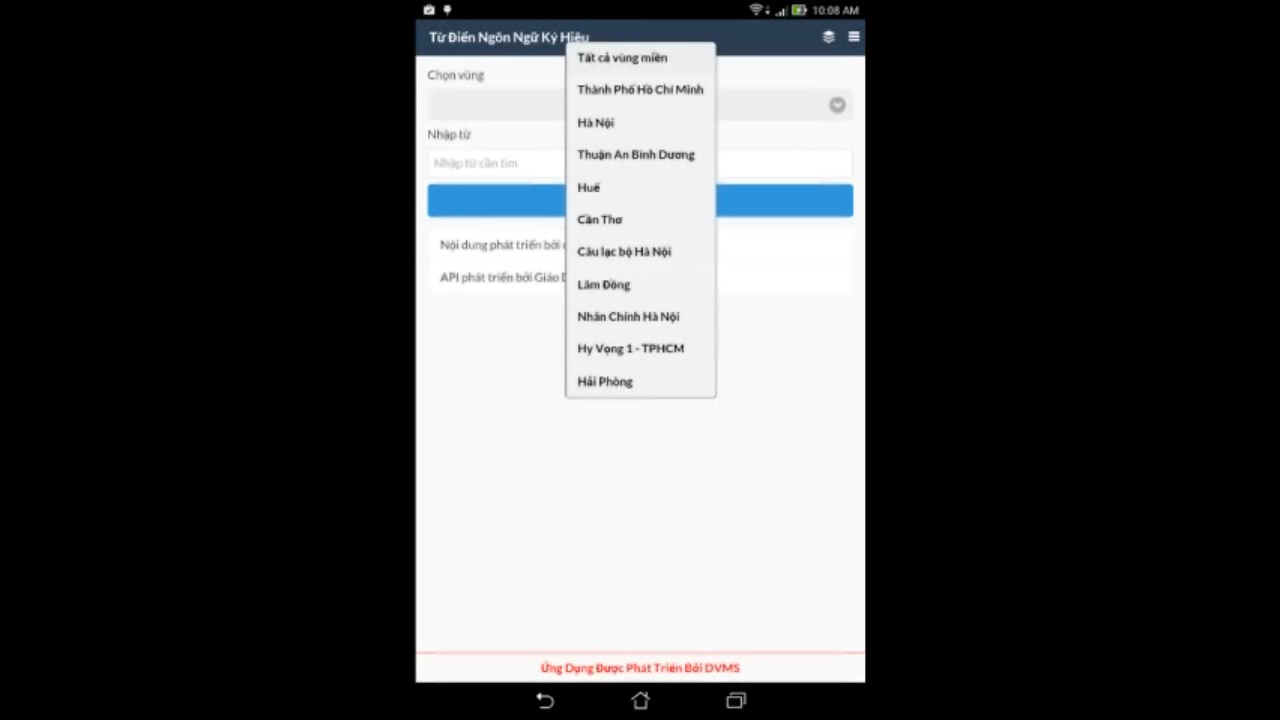 10:08 AM
Từ Điển Ngôn Ngữ Ký Hiệu
Chọn vùng
Tất cả vùng miền
Thành Phố Hồ Chí Minh
Hà Nội
Thuận An Bình Dương
Huế
Cần Thơ
Câu lạc bộ Hà Nội
Lâm Đồng
Nhân Chính Hà Nội
Hy Vọng 1 - TPHCM
Hải Phòng
Nhập từ
Nhập từ cần tìm
Nội dung phát triển bởi
API phát triển bởi Giáo
Ứng Dụng Được Phát Triển Bởi DVMS